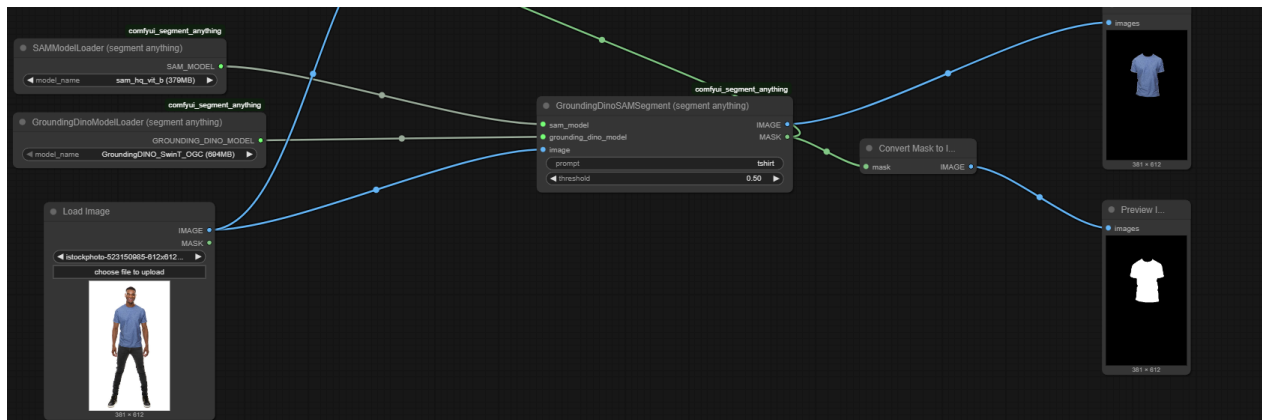 comfyui_segment_anything
SAMModelLoader (segment anything)
SAM_MODEL
model_name sam_hq_vit_b (379MB)
comfyui_segment_anything
GroundingDinoModelLoader (segment anything)
GROUNDING_DINO_MODEL
model_name GroundingDINO_SwinT_OGC (694MB)
Load Image
IMAGE
MASK
istockphoto-523150985-612x612...
choose file to upload
381 × 612
comfyui_segment_anything
GroundingDinoSAMSegment (segment anything)
sam_model IMAGE
grounding_dino_model MASK
image
prompt tshirt
threshold 0.50
Convert Mask to I...
mask IMAGE
images
381 × 612
Preview I...
images
381 × 612